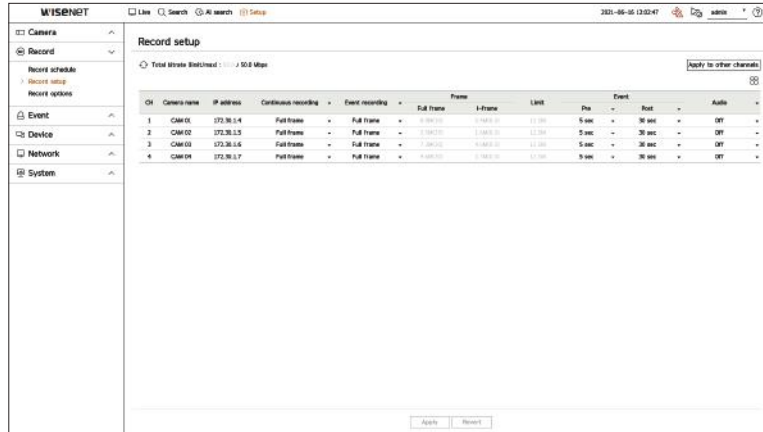 WISENET
Live Search AI search Setup 2021-06-16 12:02:47 admin
Camera
Record
Record schedule
> Record setup
Record options
Event
Device
Network
System
Record setup
Total Bitrate (limit/max) : / 50.0 Mbps
Apply to other channels
CH Camera name IP address Continuous recording Event recording Frame Limit Event Audio
Full frame I-frame Pre Post
1 CAM 01 172.30.1.4 Full frame Full frame 5 sec 30 sec Off
2 CAM 02 172.30.1.5 Full frame Full frame 5 sec 30 sec Off
3 CAM 03 172.30.1.6 Full frame Full frame 5 sec 30 sec Off
4 CAM 04 172.30.1.7 Full frame Full frame 5 sec 30 sec Off
Apply Revert